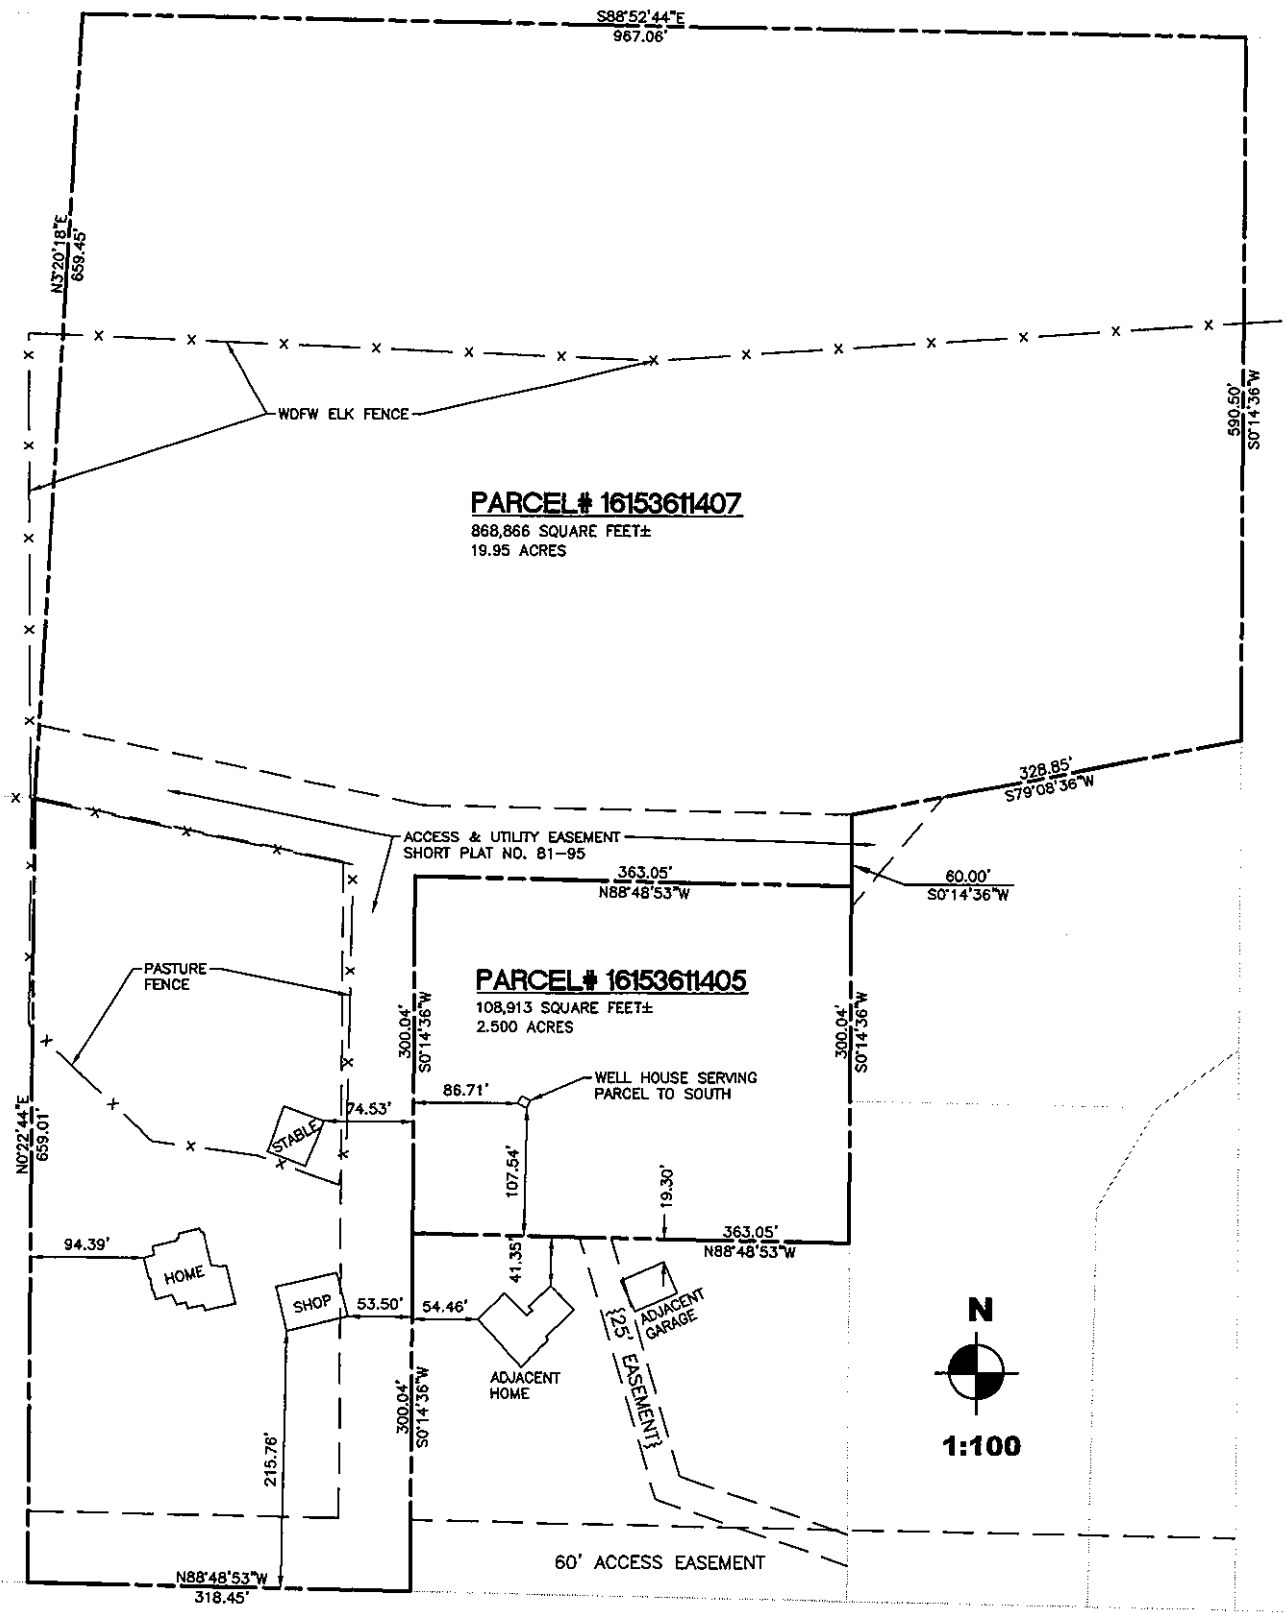 S88°52'44"E
967.06'
N3°20'18"E
659.45'
WDFW ELK FENCE
590.50'
S0°14'36"W
PARCEL# 16153611407
868,866 SQUARE FEET±
19.95 ACRES
328.85'
S79°08'36"W
ACCESS & UTILITY EASEMENT
SHORT PLAT NO. 81-95
363.05'
N88°48'53"W
60.00'
S0°14'36"W
PASTURE
FENCE
PARCEL# 16153611405
108,913 SQUARE FEET±
2.500 ACRES
300.04'
S0°14'36"W
300.04'
S0°14'36"W
WELL HOUSE SERVING
PARCEL TO SOUTH
86.71'
74.53'
STABLE
N0°22'44"E
659.01'
107.54'
19.30'
363.05'
N88°48'53"W
94.39'
HOME
41.35'
SHOP
53.50'
54.46'
ADJACENT
GARAGE
{25' EASEMENT}
ADJACENT
HOME
300.04'
S0°14'36"W
215.76'
N
1:100
60' ACCESS EASEMENT
N88°48'53"W
318.45'